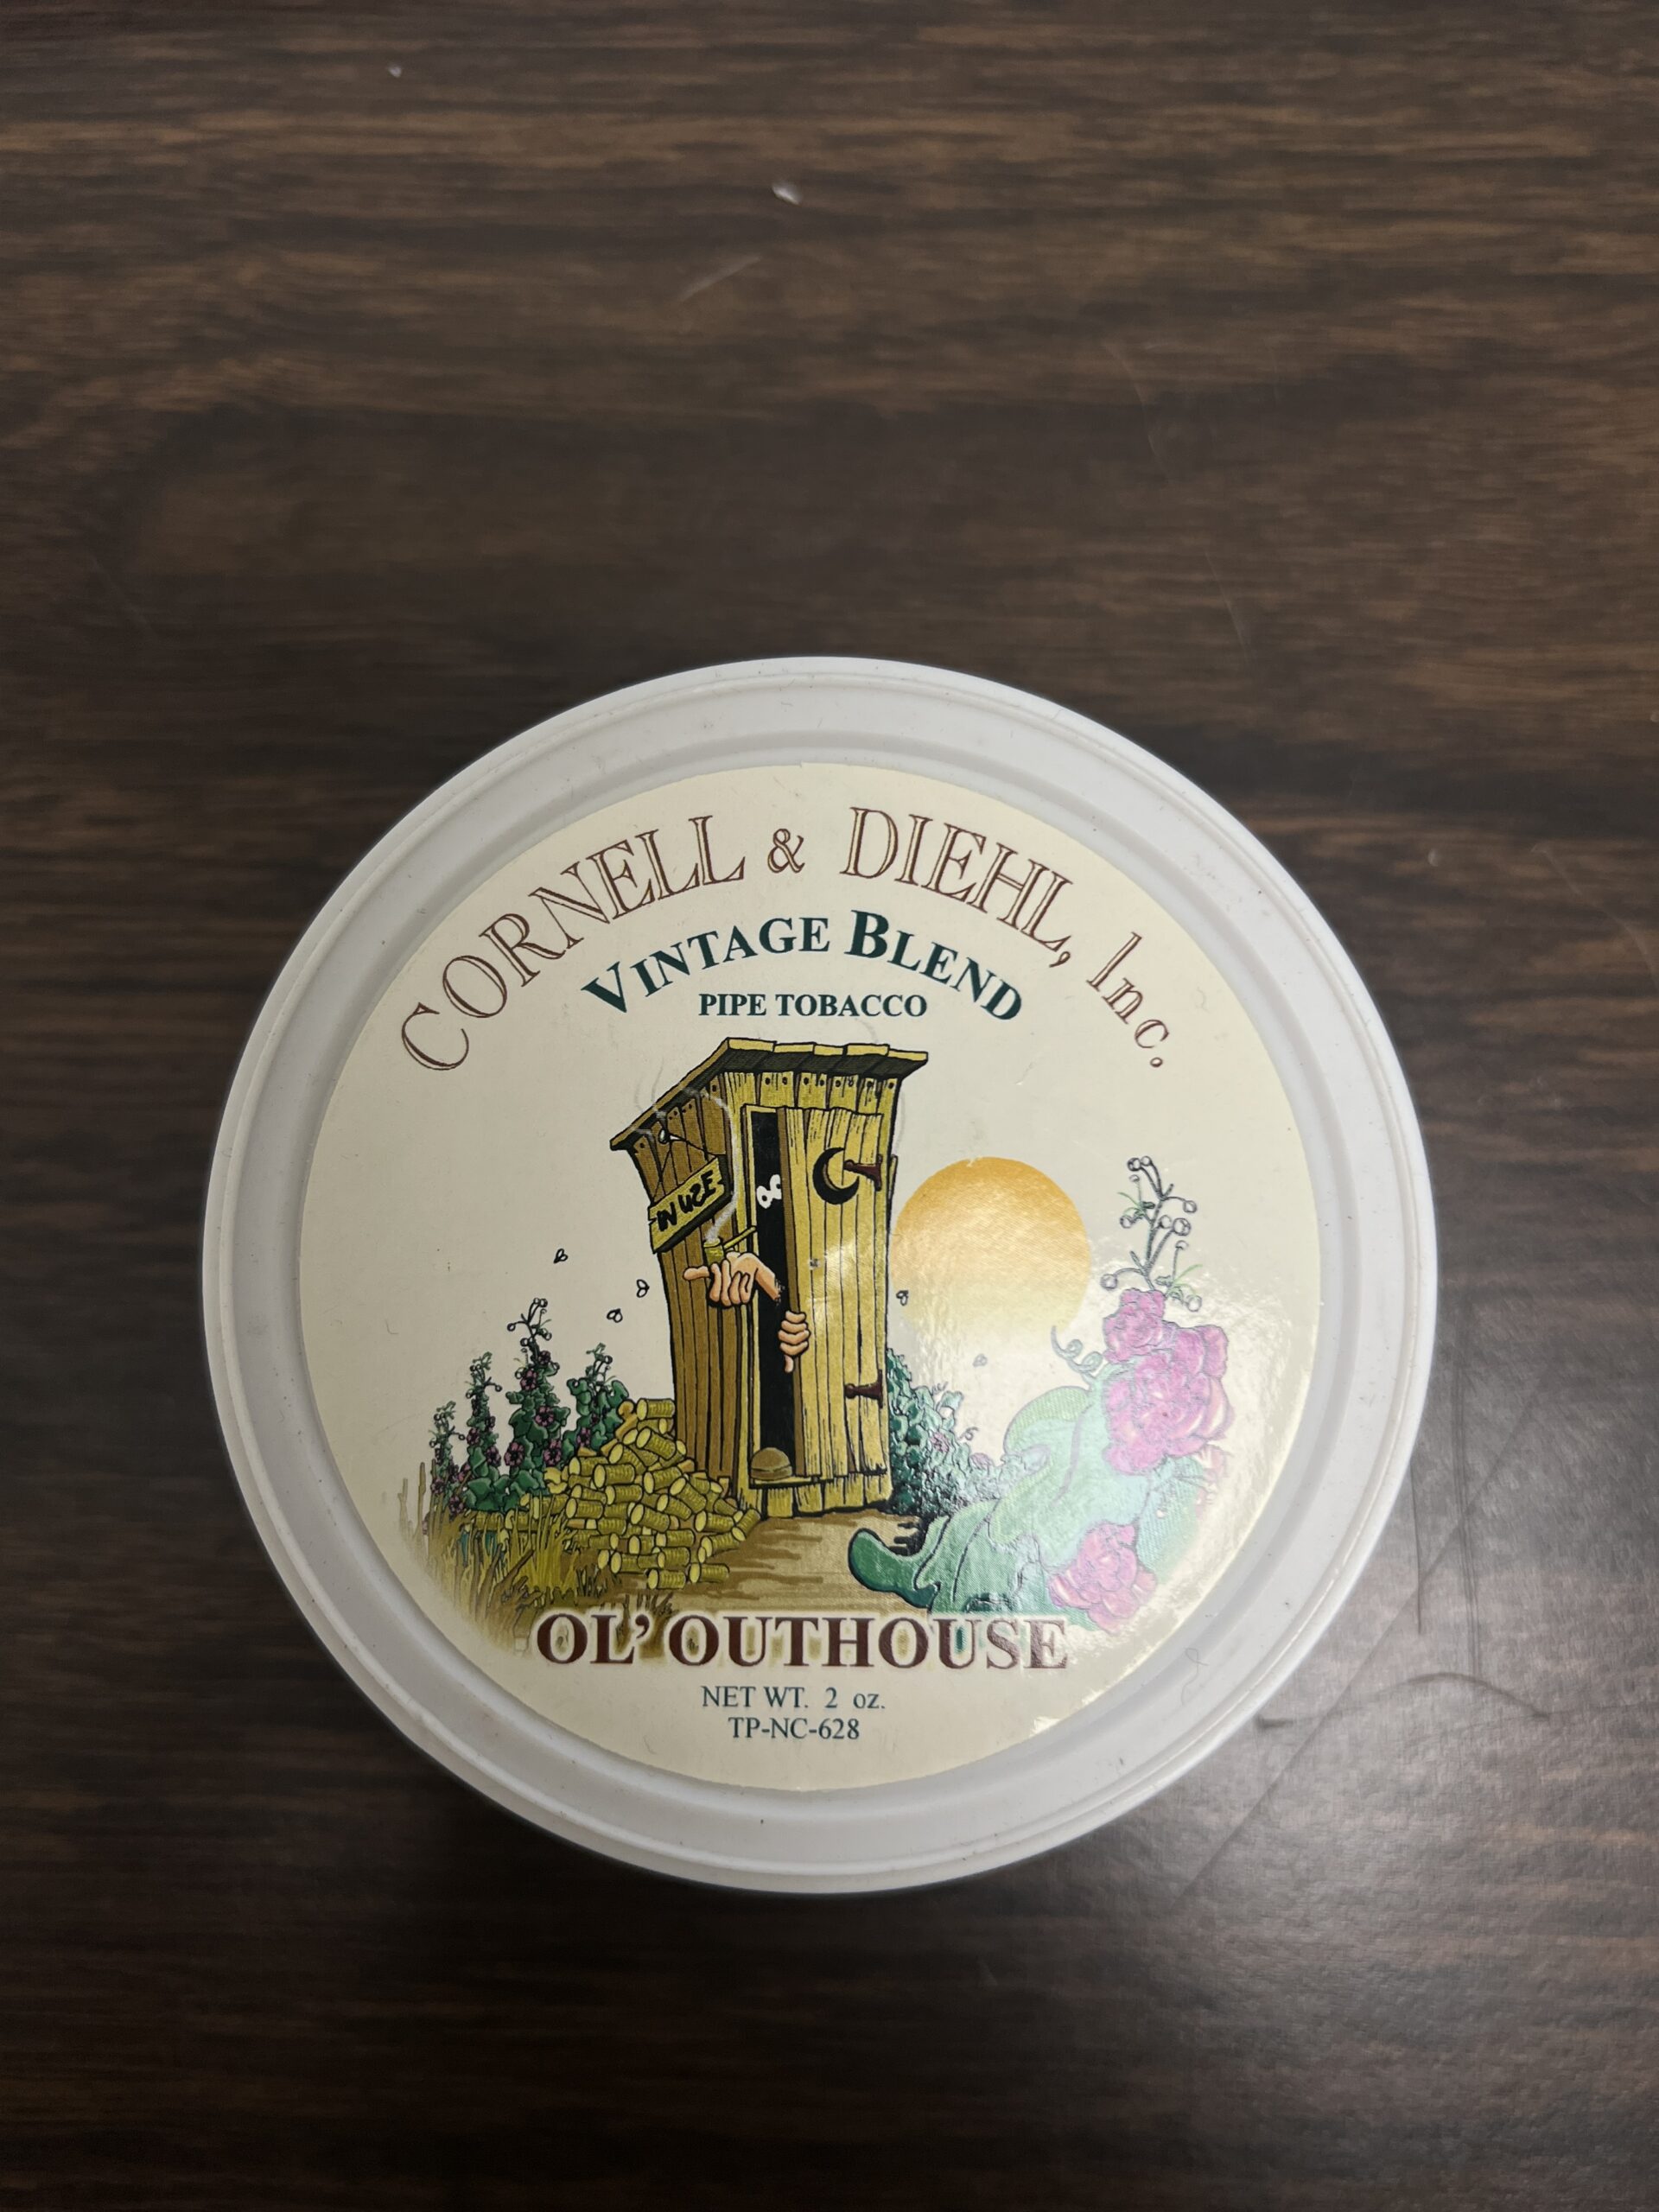 CORNELL & DIEHL, Inc.
VINTAGE BLEND
PIPE TOBACCO
IN USE
OL' OUTHOUSE
NET WT. 2 oz.
TP-NC-628